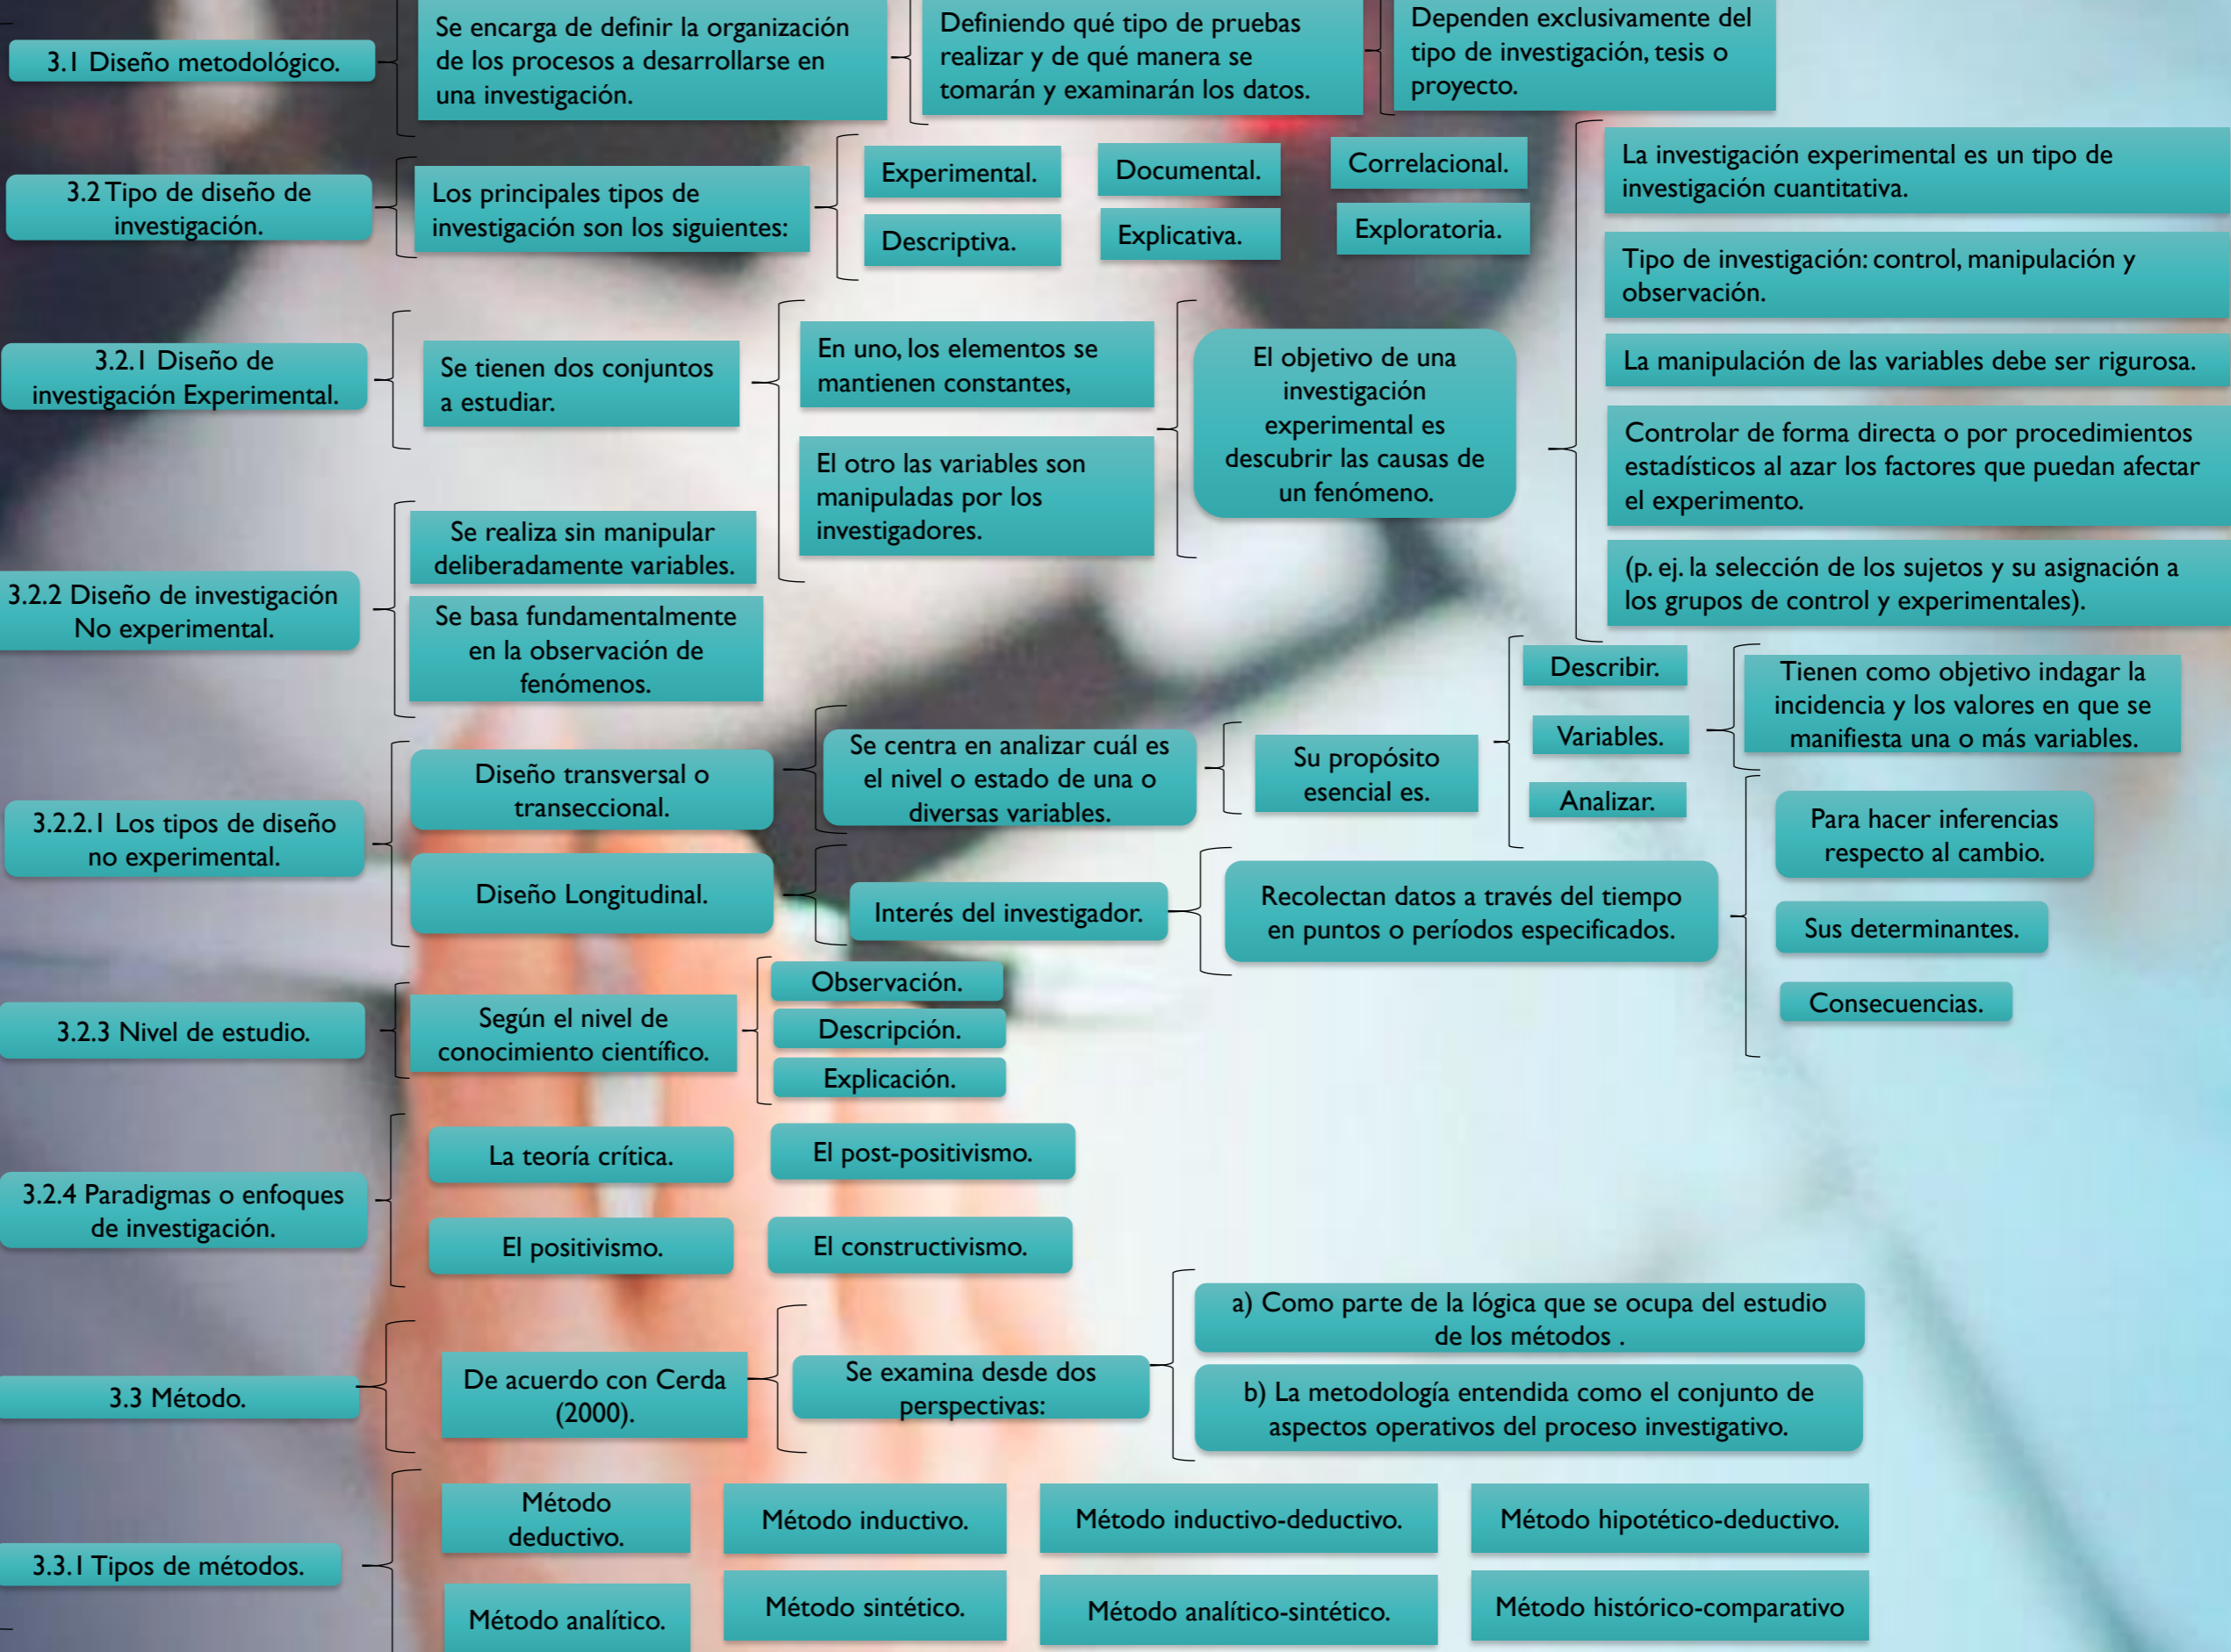 3.1 Diseño metodológico.
Se encarga de definir la organización
de los procesos a desarrollarse en
una investigación.
Definiendo qué tipo de pruebas
realizar y de qué manera se
tomarán y examinarán los datos.
Dependen exclusivamente del
tipo de investigación, tesis o
proyecto.
3.2 Tipo de diseño de
investigación.
Los principales tipos de
investigación son los siguientes:
Experimental.
Documental.
Correlacional.
Descriptiva.
Explicativa.
Exploratoria.
3.2.1 Diseño de
investigación Experimental.
Se tienen dos conjuntos
a estudiar.
En uno, los elementos se
mantienen constantes,
El otro las variables son
manipuladas por los
investigadores.
El objetivo de una
investigación
experimental es
descubrir las causas de
un fenómeno.
La investigación experimental es un tipo de
investigación cuantitativa.
Tipo de investigación: control, manipulación y
observación.
La manipulación de las variables debe ser rigurosa.
Controlar de forma directa o por procedimientos
estadísticos al azar los factores que puedan afectar
el experimento.
(p. ej. la selección de los sujetos y su asignación a
los grupos de control y experimentales).
3.2.2 Diseño de investigación
No experimental.
Se realiza sin manipular
deliberadamente variables.
Se basa fundamentalmente
en la observación de
fenómenos.
3.2.2.1 Los tipos de diseño
no experimental.
Diseño transversal o
transeccional.
Se centra en analizar cuál es
el nivel o estado de una o
diversas variables.
Su propósito
esencial es.
Describir.
Variables.
Analizar.
Tienen como objetivo indagar la
incidencia y los valores en que se
manifiesta una o más variables.
Diseño Longitudinal.
Interés del investigador.
Recolectan datos a través del tiempo
en puntos o períodos especificados.
Para hacer inferencias
respecto al cambio.
Sus determinantes.
Consecuencias.
3.2.3 Nivel de estudio.
Según el nivel de
conocimiento científico.
Observación.
Descripción.
Explicación.
3.2.4 Paradigmas o enfoques
de investigación.
La teoría crítica.
El post-positivismo.
El positivismo.
El constructivismo.
3.3 Método.
De acuerdo con Cerda
(2000).
Se examina desde dos
perspectivas:
a) Como parte de la lógica que se ocupa del estudio
de los métodos .
b) La metodología entendida como el conjunto de
aspectos operativos del proceso investigativo.
3.3.1 Tipos de métodos.
Método
deductivo.
Método inductivo.
Método inductivo-deductivo.
Método hipotético-deductivo.
Método analítico.
Método sintético.
Método analítico-sintético.
Método histórico-comparativo